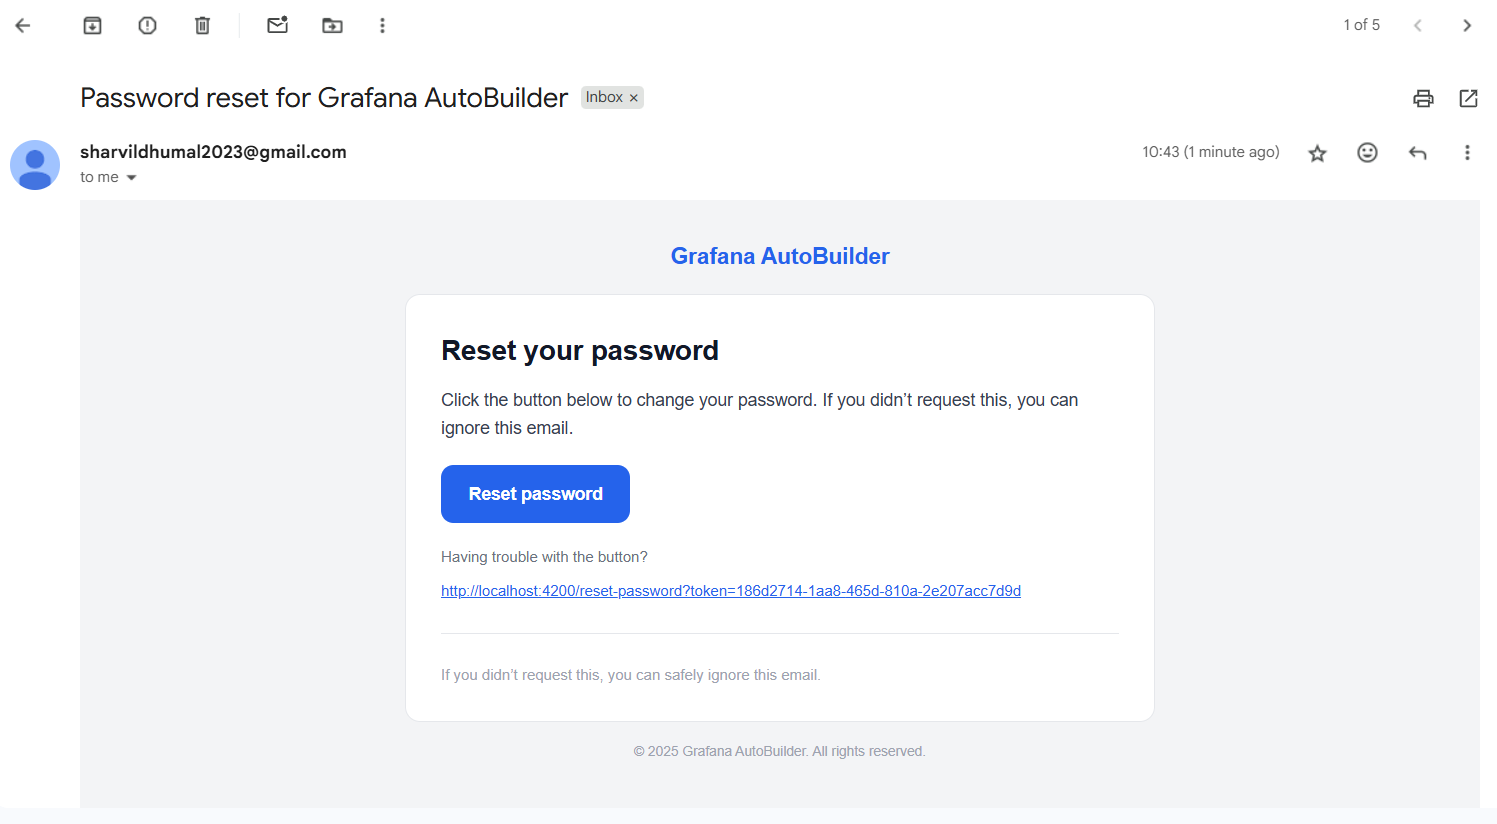 1 of 5
Password reset for Grafana AutoBuilder Inbox ×
sharvildhumal2023@gmail.com 10:43 (1 minute ago)
to me
Grafana AutoBuilder
Reset your password
Click the button below to change your password. If you didn’t request this, you can
ignore this email.
Reset password
Having trouble with the button?
http://localhost:4200/reset-password?token=186d2714-1aa8-465d-810a-2e207acc7d9d
If you didn’t request this, you can safely ignore this email.
© 2025 Grafana AutoBuilder. All rights reserved.